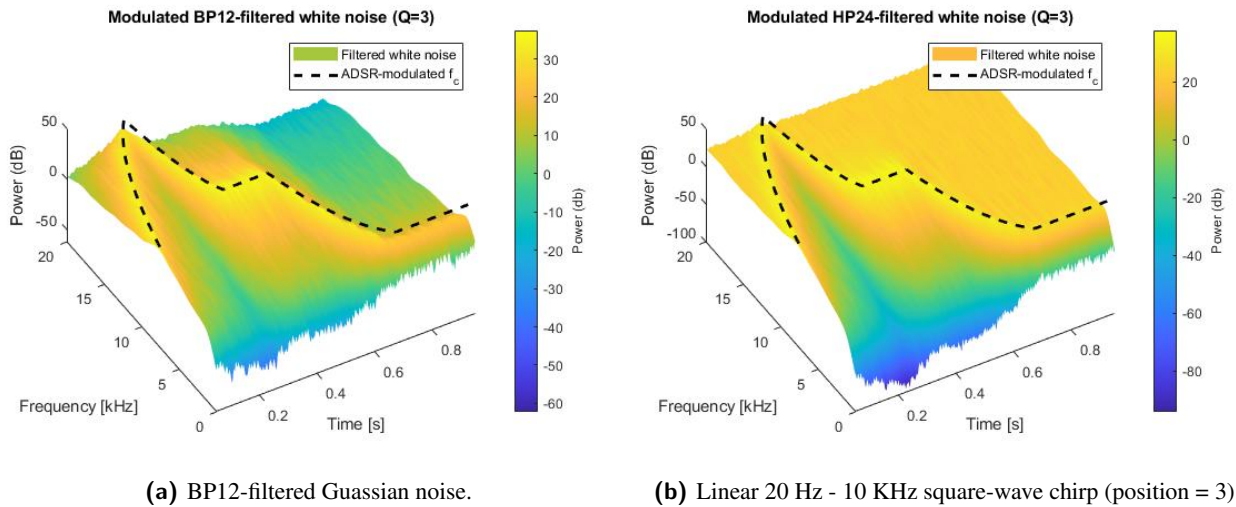 Modulated BP12-filtered white noise (Q=3)
Filtered white noise
ADSR-modulated f_c
Power (dB)
50
0
-50
20
15
10
5
0
Frequency [kHz]
0.2
0.4
0.6
0.8
Time [s]
30
20
10
0
-10
-20
-30
-40
-50
-60
Power (db)
(a) BP12-filtered Guassian noise.
Modulated HP24-filtered white noise (Q=3)
Filtered white noise
ADSR-modulated f_c
Power (dB)
50
0
-50
-100
20
15
10
5
0
Frequency [kHz]
0.2
0.4
0.6
0.8
Time [s]
20
0
-20
-40
-60
-80
Power (db)
(b) Linear 20 Hz - 10 KHz square-wave chirp (position = 3)